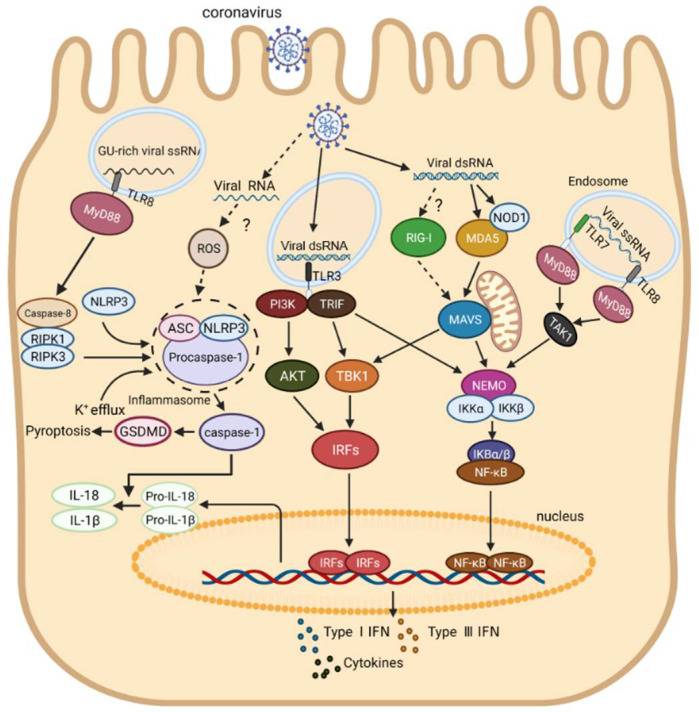 coronavirus
GU-rich viral ssRNA
TLR8
MyD88
Viral RNA
?
Viral dsRNA
?
NOD1
RIG-I
MDA5
Endosome
Viral ssRNA
TLR7
TLR8
MyD88
MyD88
TAK1
ROS
Viral dsRNA
TLR3
PI3K
TRIF
MAVS
Caspase-8
RIPK1
RIPK3
NLRP3
ASC
NLRP3
Procaspase-1
Inflammasome
K+ efflux
AKT
TBK1
NEMO
IKKα
IKKβ
Pyroptosis
GSDMD
caspase-1
IRFs
IKBα/β
NF-κB
IL-18
IL-1β
Pro-IL-18
Pro-IL-1β
nucleus
IRFs
IRFs
NF-κB
NF-κB
Type I IFN
Type III IFN
Cytokines